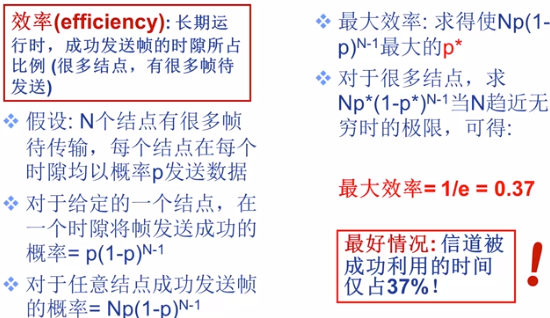 效率(efficiency): 长期运
行时，成功发送帧的时隙所占
比例 (很多结点，有很多帧待
发送)
假设: N个结点有很多帧
待传输，每个结点在每个
时隙均以概率p发送数据
对于给定的一个结点，在
一个时隙将帧发送成功的
概率= p(1-p)N-1
对于任意结点成功发送帧
的概率= Np(1-p)N-1
最大效率: 求得使Np(1-
p)N-1最大的p*
对于很多结点，求
Np*(1-p*)N-1当N趋近无
穷时的极限，可得:
最大效率= 1/e = 0.37
最好情况: 信道被
成功利用的时间
仅占37%！
!